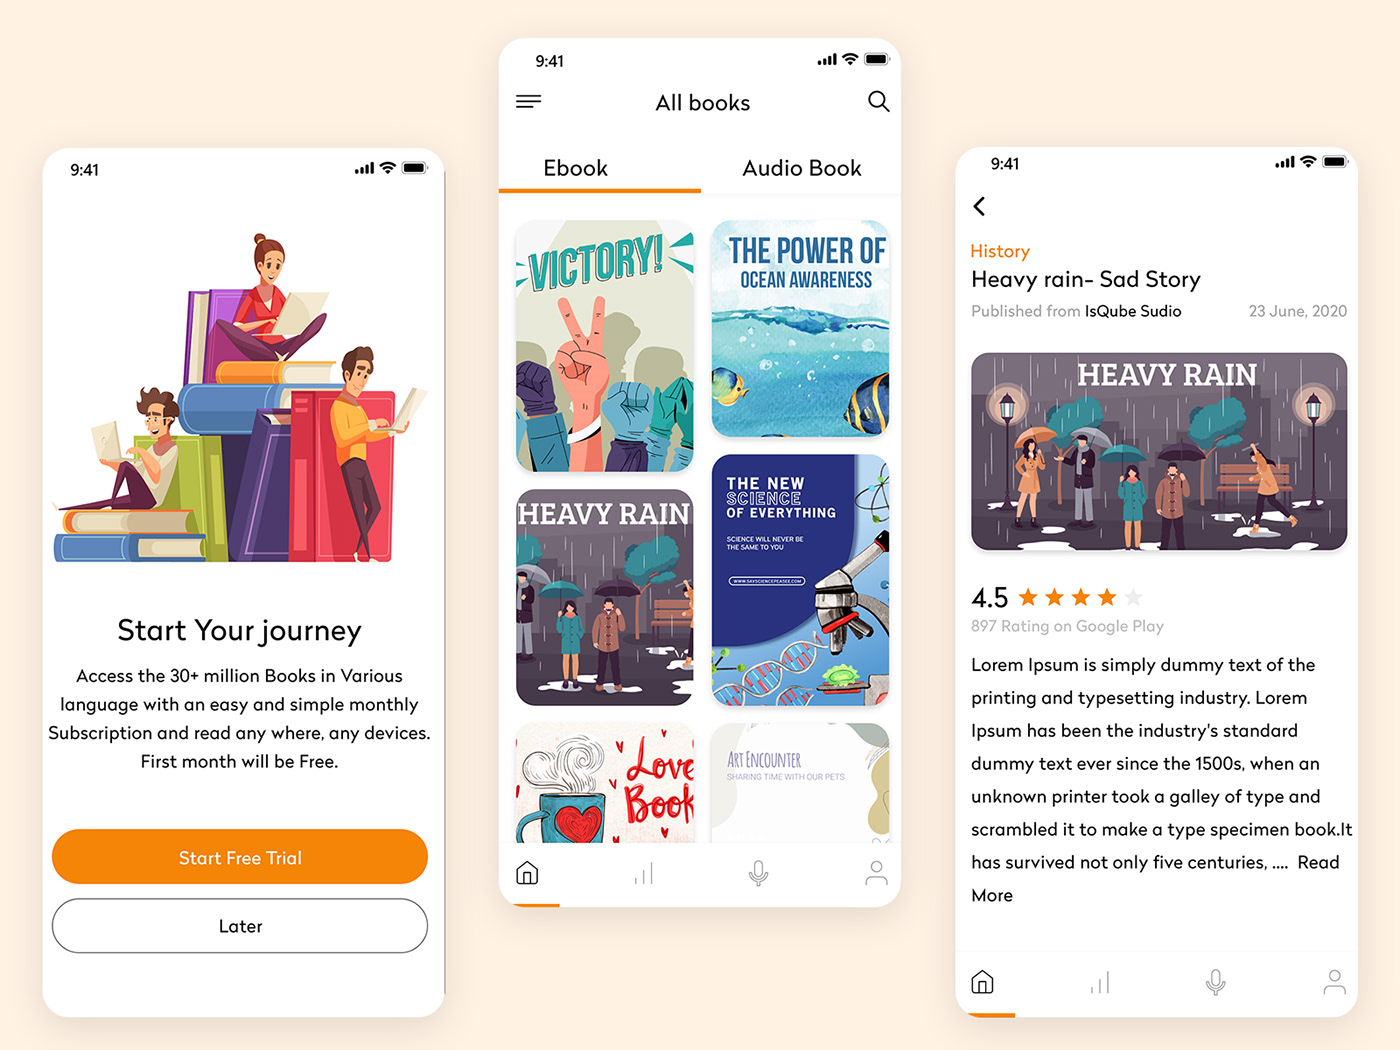 9:41
Start Your journey
Access the 30+ million Books in Various
language with an easy and simple monthly
Subscription and read any where, any devices.
First month will be Free.
Start Free Trial
Later
9:41
All books
Ebook
Audio Book
VICTORY!
THE POWER OF
OCEAN AWARENESS
HEAVY RAIN
THE NEW
SCIENCE
OF EVERYTHING
SCIENCE WILL NEVER BE
THE SAME TO YOU
WWW.SAYSCIENCEPEASEE.COM
Love
Book
ART ENCOUNTER
SHARING TIME WITH OUR PETS
9:41
History
Heavy rain- Sad Story
Published from IsQube Sudio
23 June, 2020
HEAVY RAIN
4.5
897 Rating on Google Play
Lorem Ipsum is simply dummy text of the
printing and typesetting industry. Lorem
Ipsum has been the industry's standard
dummy text ever since the 1500s, when an
unknown printer took a galley of type and
scrambled it to make a type specimen book.It
has survived not only five centuries, .... Read
More